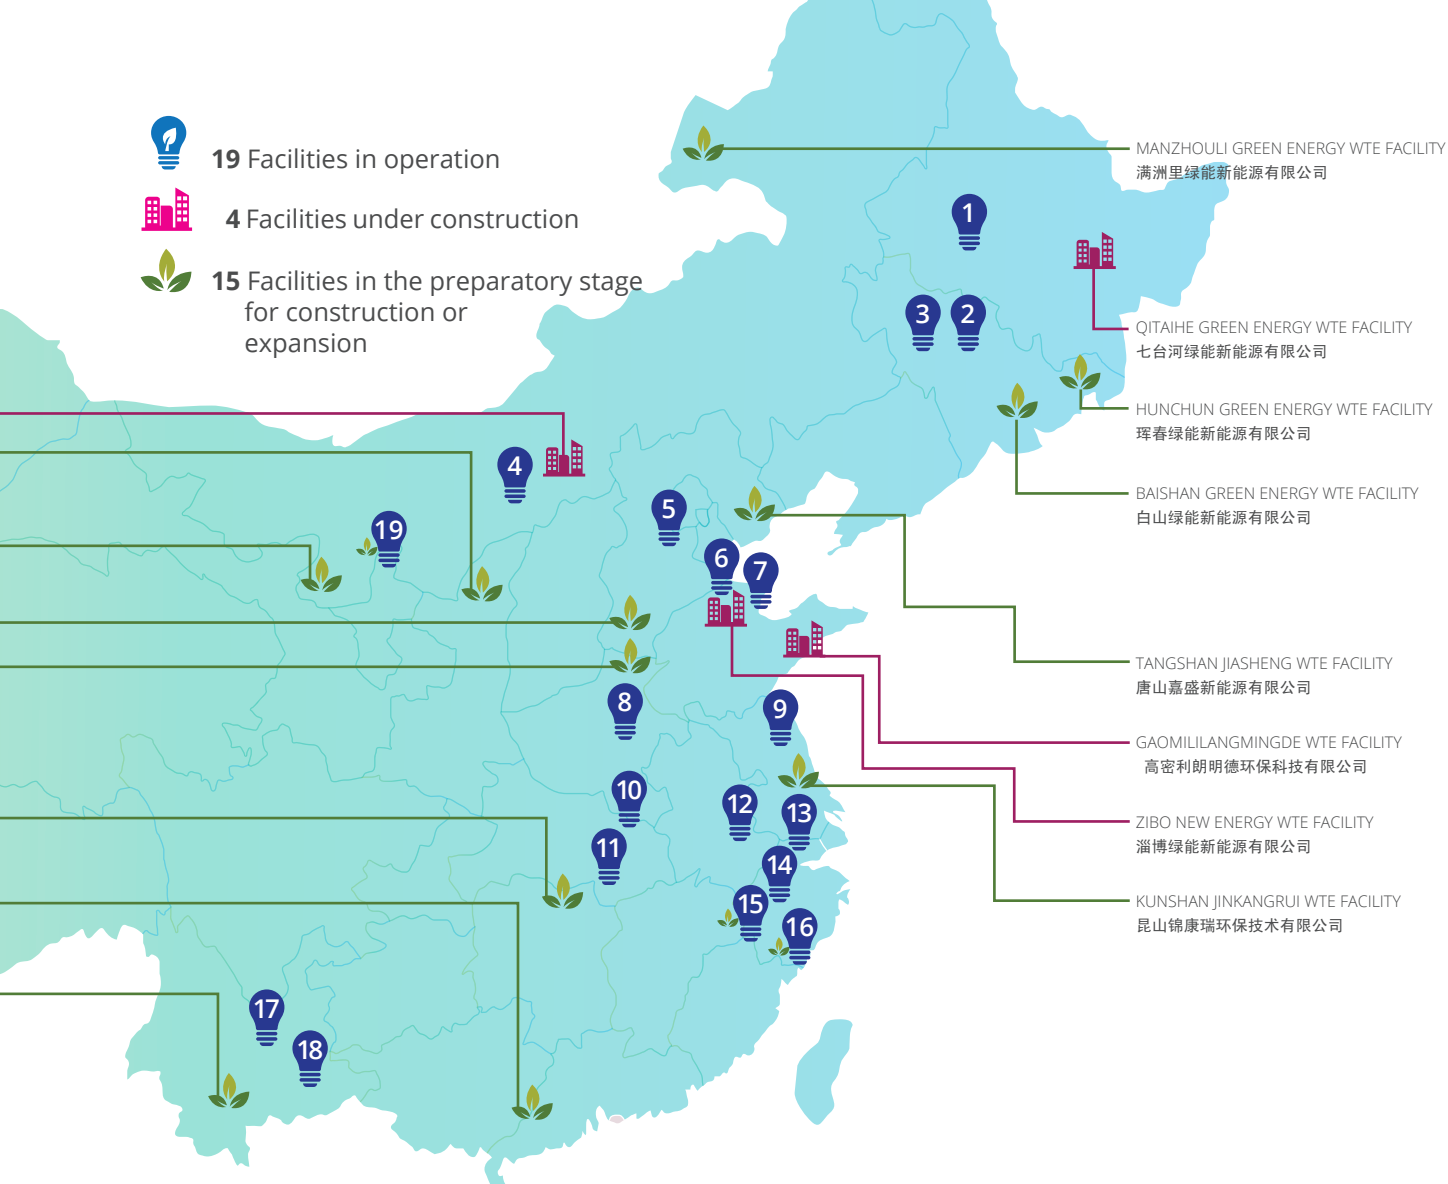 19 Facilities in operation
4 Facilities under construction
15 Facilities in the preparatory stage
for construction or
expansion
MANZHOULI GREEN ENERGY WTE FACILITY
满洲里绿能新能源有限公司
1
QITAIHE GREEN ENERGY WTE FACILITY
七台河绿能新能源有限公司
3
2
HUNCHUN GREEN ENERGY WTE FACILITY
珲春绿能新能源有限公司
4
BAISHAN GREEN ENERGY WTE FACILITY
白山绿能新能源有限公司
5
19
6
7
TANGSHAN JIASHENG WTE FACILITY
唐山嘉盛新能源有限公司
8
9
GAOMILILANGMINGDE WTE FACILITY
高密利朗明德环保科技有限公司
10
12
13
ZIBO NEW ENERGY WTE FACILITY
淄博绿能新能源有限公司
11
14
15
KUNSHAN JINKANGRUI WTE FACILITY
昆山锦康瑞环保技术有限公司
16
17
18